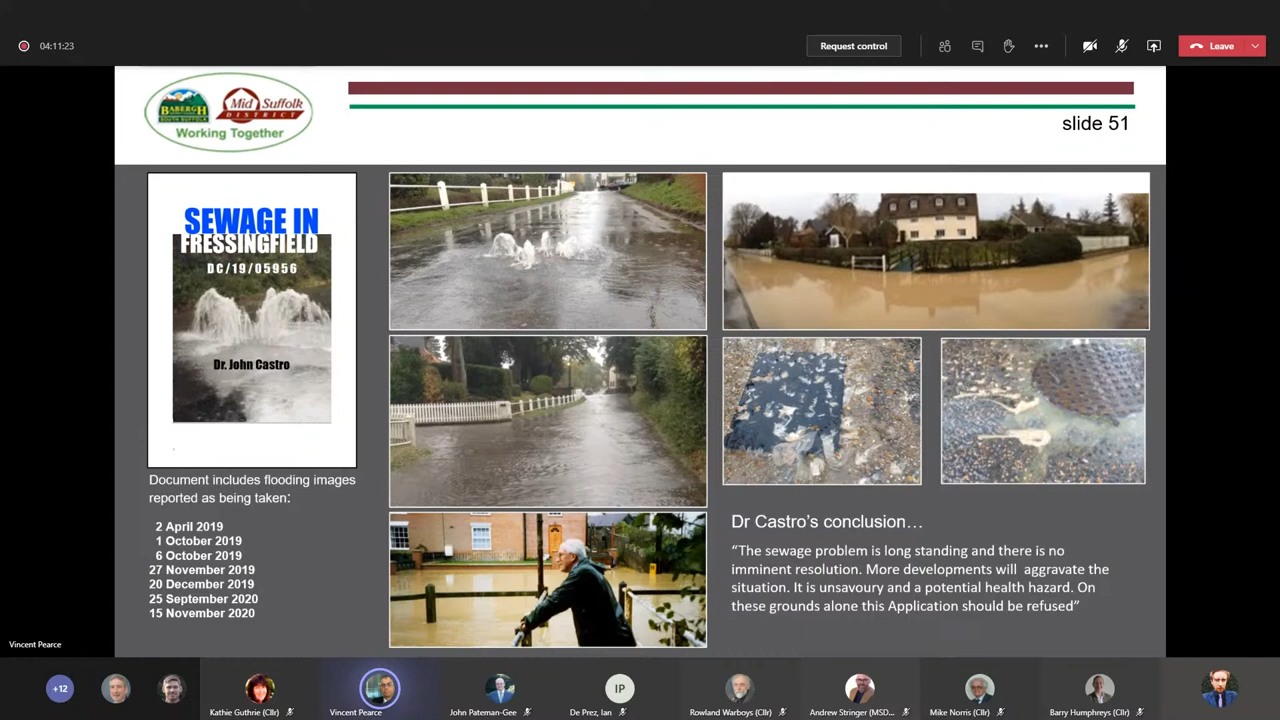 04:11:23
Request control
Leave
BABERGH
SOUTH SUFFOLK
Mid Suffolk
DISTRICT
Working Together
slide 51
SEWAGE IN
FRESSINGFIELD
DC/19/05956
Dr. John Castro
Document includes flooding images
reported as being taken:
2 April 2019
1 October 2019
6 October 2019
27 November 2019
20 December 2019
25 September 2020
15 November 2020
Dr Castro's conclusion…
“The sewage problem is long standing and there is no
imminent resolution. More developments will aggravate the
situation. It is unsavoury and a potential health hazard. On
these grounds alone this Application should be refused”
Vincent Pearce
+12
Kathie Guthrie (Cllr)
Vincent Pearce
John Pateman-Gee
IP
De Prez, Ian
Rowland Warboys (Cllr)
Andrew Stringer (MSD...
Mike Norris (Cllr)
Barry Humphreys (Cllr)